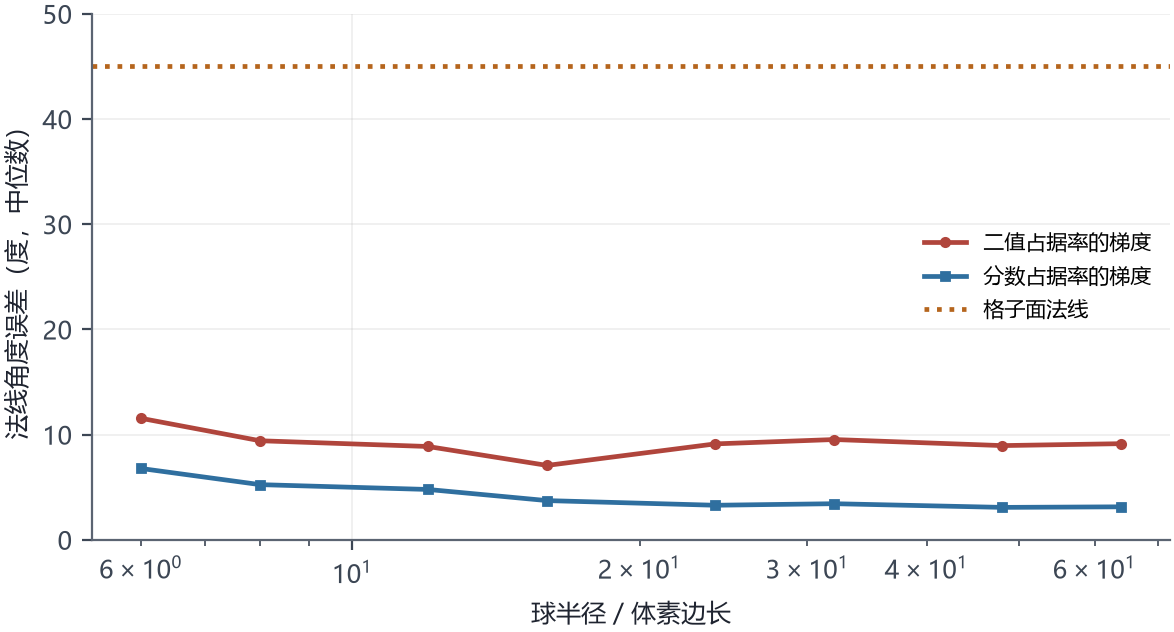 法线角度误差（度，中位数）
50
40
30
20
10
0
二值占据率的梯度
分数占据率的梯度
格子面法线
6 × 10⁰
10¹
2 × 10¹
3 × 10¹
4 × 10¹
6 × 10¹
球半径 / 体素边长